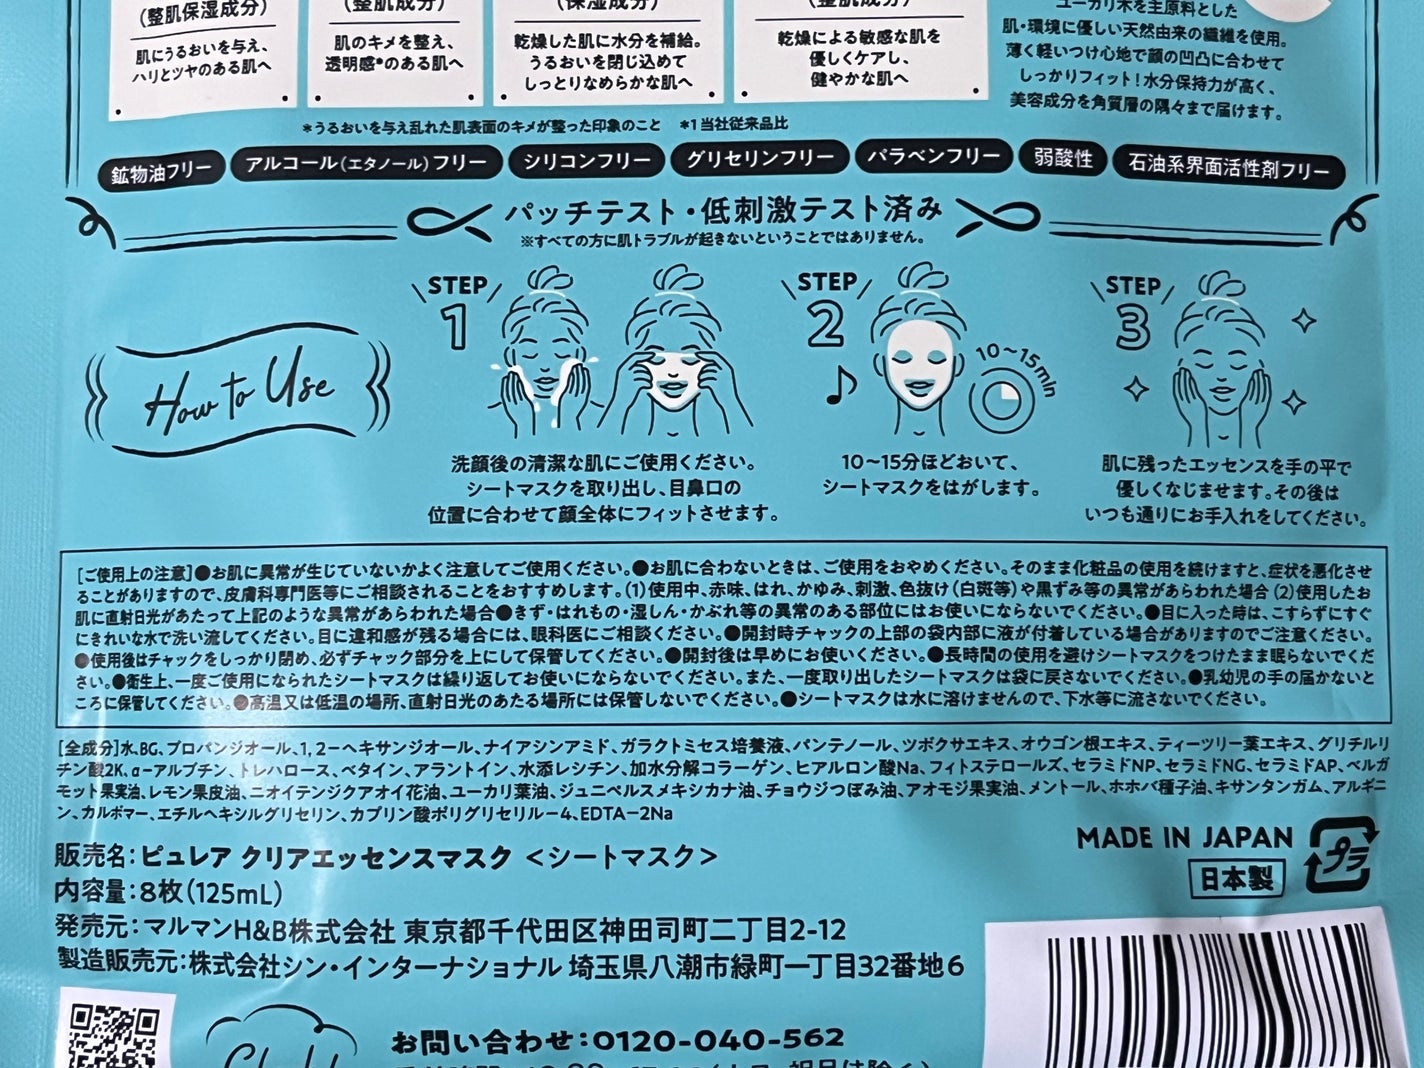 (整肌保湿成分)
肌にうるおいを与え、
ハリとツヤのある肌へ
(整肌成分)
肌のキメを整え、
透明感*のある肌へ
(保湿成分)
乾燥した肌に水分を補給。
うるおいを閉じ込めて
しっとりなめらかな肌へ
(整肌成分)
乾燥による敏感な肌を
優しくケアし、
健やかな肌へ
ユーカリ木を主原料とした
肌・環境に優しい天然由来の繊維を使用。
薄く軽いつけ心地で顔の凹凸に合わせて
しっかりフィット!水分保持力が高く、
美容成分を角質層の隅々まで届けます。
*うるおいを与え乱れた肌表面のキメが整った印象のこと *1当社従来品比
鉱物油フリー アルコール(エタノール)フリー シリコンフリー グリセリンフリー パラベンフリー 弱酸性 石油系界面活性剤フリー
パッチテスト・低刺激テスト済み
※すべての方に肌トラブルが起きないということではありません。
How to Use
STEP
1
洗顔後の清潔な肌にご使用ください。
シートマスクを取り出し、目鼻口の
位置に合わせて顔全体にフィットさせます。
STEP
2
10~15min
10~15分ほどおいて、
シートマスクをはがします。
STEP
3
肌に残ったエッセンスを手の平で
優しくなじませます。その後は
いつも通りにお手入れをしてください。
[ご使用上の注意]●お肌に異常が生じていないかよく注意してご使用ください。●お肌に合わないときは、ご使用をおやめください。そのまま化粧品の使用を続けますと、症状を悪化させ
ることがありますので、皮膚科専門医等にご相談されることをおすすめします。(1)使用中、赤味、はれ、かゆみ、刺激、色抜け(白斑等)や黒ずみ等の異常があらわれた場合(2)使用したお
肌に直射日光があたって上記のような異常があらわれた場合●きず・はれもの・湿しん・かぶれ等の異常のある部位にはお使いにならないでください。●目に入った時は、こすらずにすぐ
にきれいな水で洗い流してください。目に違和感が残る場合には、眼科医にご相談ください。●開封時チャックの上部の袋内部に液が付着している場合がありますのでご注意ください。
●使用後はチャックをしっかり閉め、必ずチャック部分を上にして保管してください。●開封後は早めにお使いください。●長時間の使用を避けシートマスクをつけたまま眠らないでくだ
さい。●衛生上、一度ご使用になられたシートマスクは繰り返してお使いにならないでください。また、一度取り出したシートマスクは袋に戻さないでください。●乳幼児の手の届かないと
ころに保管してください。●高温又は低温の場所、直射日光のあたる場所には保管しないでください。●シートマスクは水に溶けませんので、下水等に流さないでください。
[全成分]水、BG、プロパンジオール、1,2-ヘキサンジオール、ナイアシンアミド、ガラクトミセス培養液、パンテノール、ツボクサエキス、オウゴン根エキス、ティーツリー葉エキス、グリチルリ
チン酸2K、α-アルブチン、トレハロース、ベタイン、アラントイン、水添レシチン、加水分解コラーゲン、ヒアルロン酸Na、フィトステロールズ、セラミドNP、セラミドNG、セラミドAP、ベルガ
モット果実油、レモン果皮油、ニオイテンジクアオイ花油、ユーカリ葉油、ジュニペルスメキシカナ油、チョウジつぼみ油、アオモジ果実油、メントール、ホホバ種子油、キサンタンガム、アルギニ
ン、カルボマー、エチルヘキシルグリセリン、カプリン酸ポリグリセリル-4、EDTA-2Na
販売名:ピュレア クリアエッセンスマスク <シートマスク>
内容量:8枚(125mL)
発売元:マルマンH&B株式会社 東京都千代田区神田司町二丁目2-12
製造販売元:株式会社シン・インターナショナル 埼玉県八潮市緑町一丁目32番地6
MADE IN JAPAN
日本製
プラ
お問い合わせ:0120-040-562